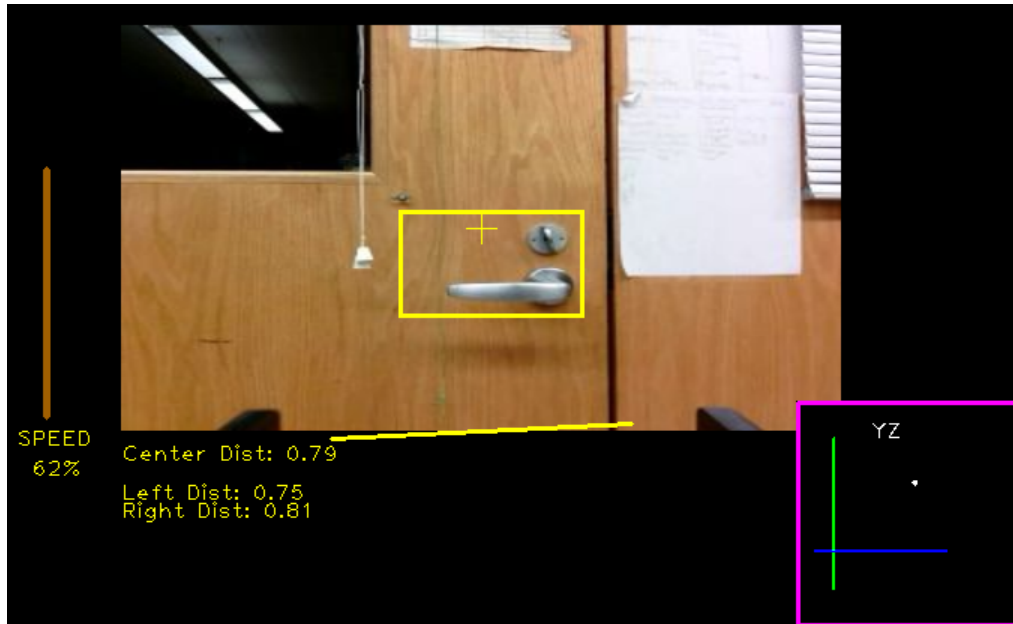 SPEED
62%
Center Dist: 0.79
Left Dist: 0.75
Right Dist: 0.81
YZ